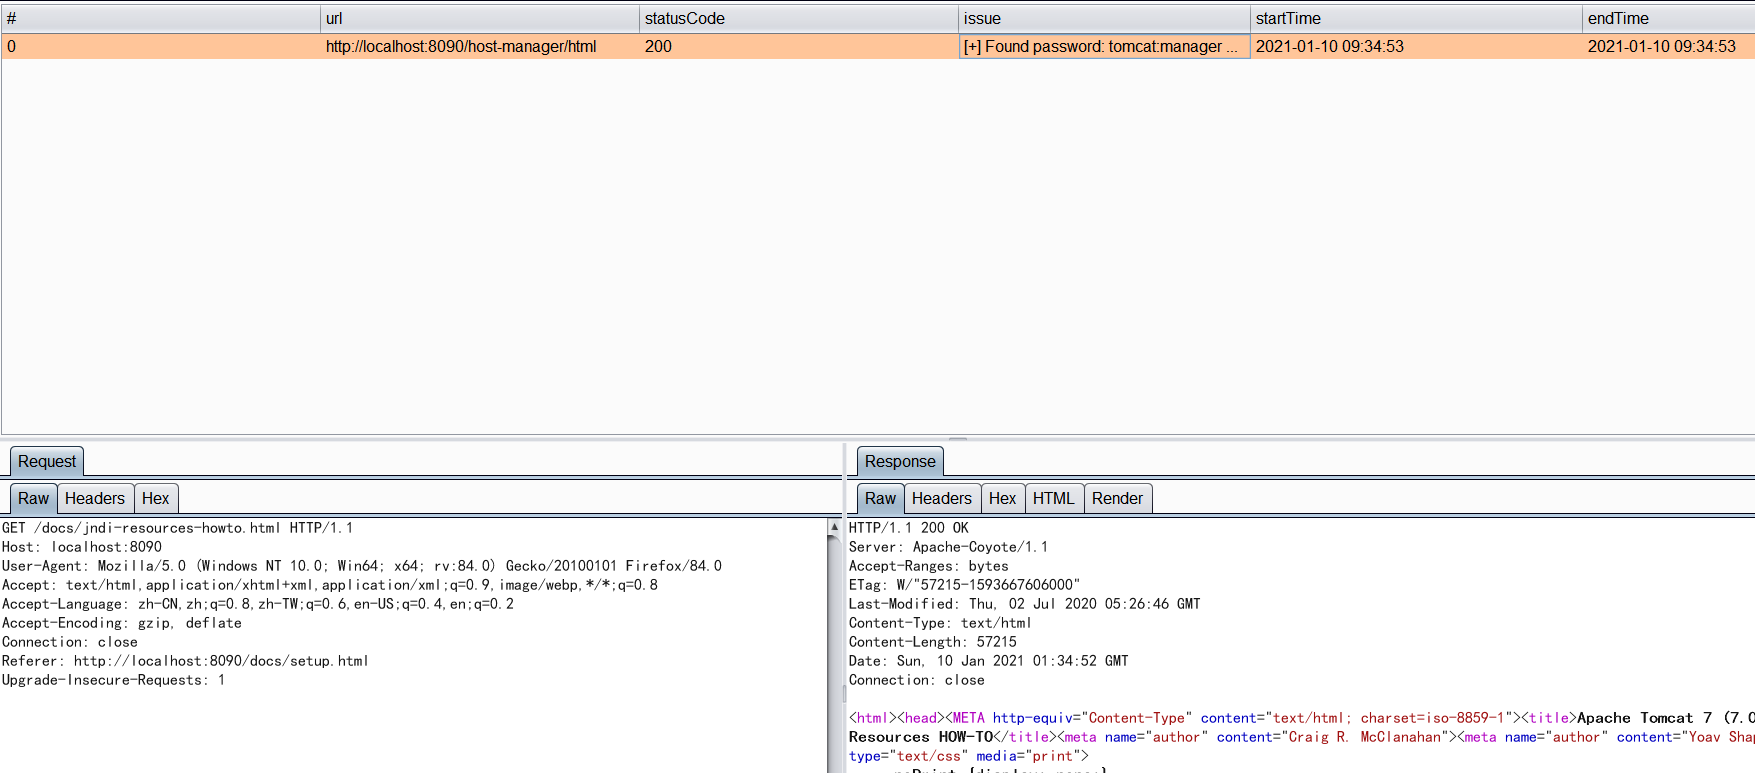 # url statusCode issue startTime endTime
0 http://localhost:8090/host-manager/html 200 [+] Found password: tomcat:manager ... 2021-01-10 09:34:53 2021-01-10 09:34:53
Request
Raw Headers Hex
GET /docs/jndi-resources-howto.html HTTP/1.1
Host: localhost:8090
User-Agent: Mozilla/5.0 (Windows NT 10.0; Win64; x64; rv:84.0) Gecko/20100101 Firefox/84.0
Accept: text/html,application/xhtml+xml,application/xml;q=0.9,image/webp,*/*;q=0.8
Accept-Language: zh-CN,zh;q=0.8,zh-TW;q=0.6,en-US;q=0.4,en;q=0.2
Accept-Encoding: gzip, deflate
Connection: close
Referer: http://localhost:8090/docs/setup.html
Upgrade-Insecure-Requests: 1
Response
Raw Headers Hex HTML Render
HTTP/1.1 200 OK
Server: Apache-Coyote/1.1
Accept-Ranges: bytes
ETag: W/"57215-1593667606000"
Last-Modified: Thu, 02 Jul 2020 05:26:46 GMT
Content-Type: text/html
Content-Length: 57215
Date: Sun, 10 Jan 2021 01:34:52 GMT
Connection: close
<html><head><META http-equiv="Content-Type" content="text/html; charset=iso-8859-1"><title>Apache Tomcat 7 (7.0
Resources HOW-TO</title><meta name="author" content="Craig R. McClanahan"><meta name="author" content="Yoav Shap
type="text/css" media="print">